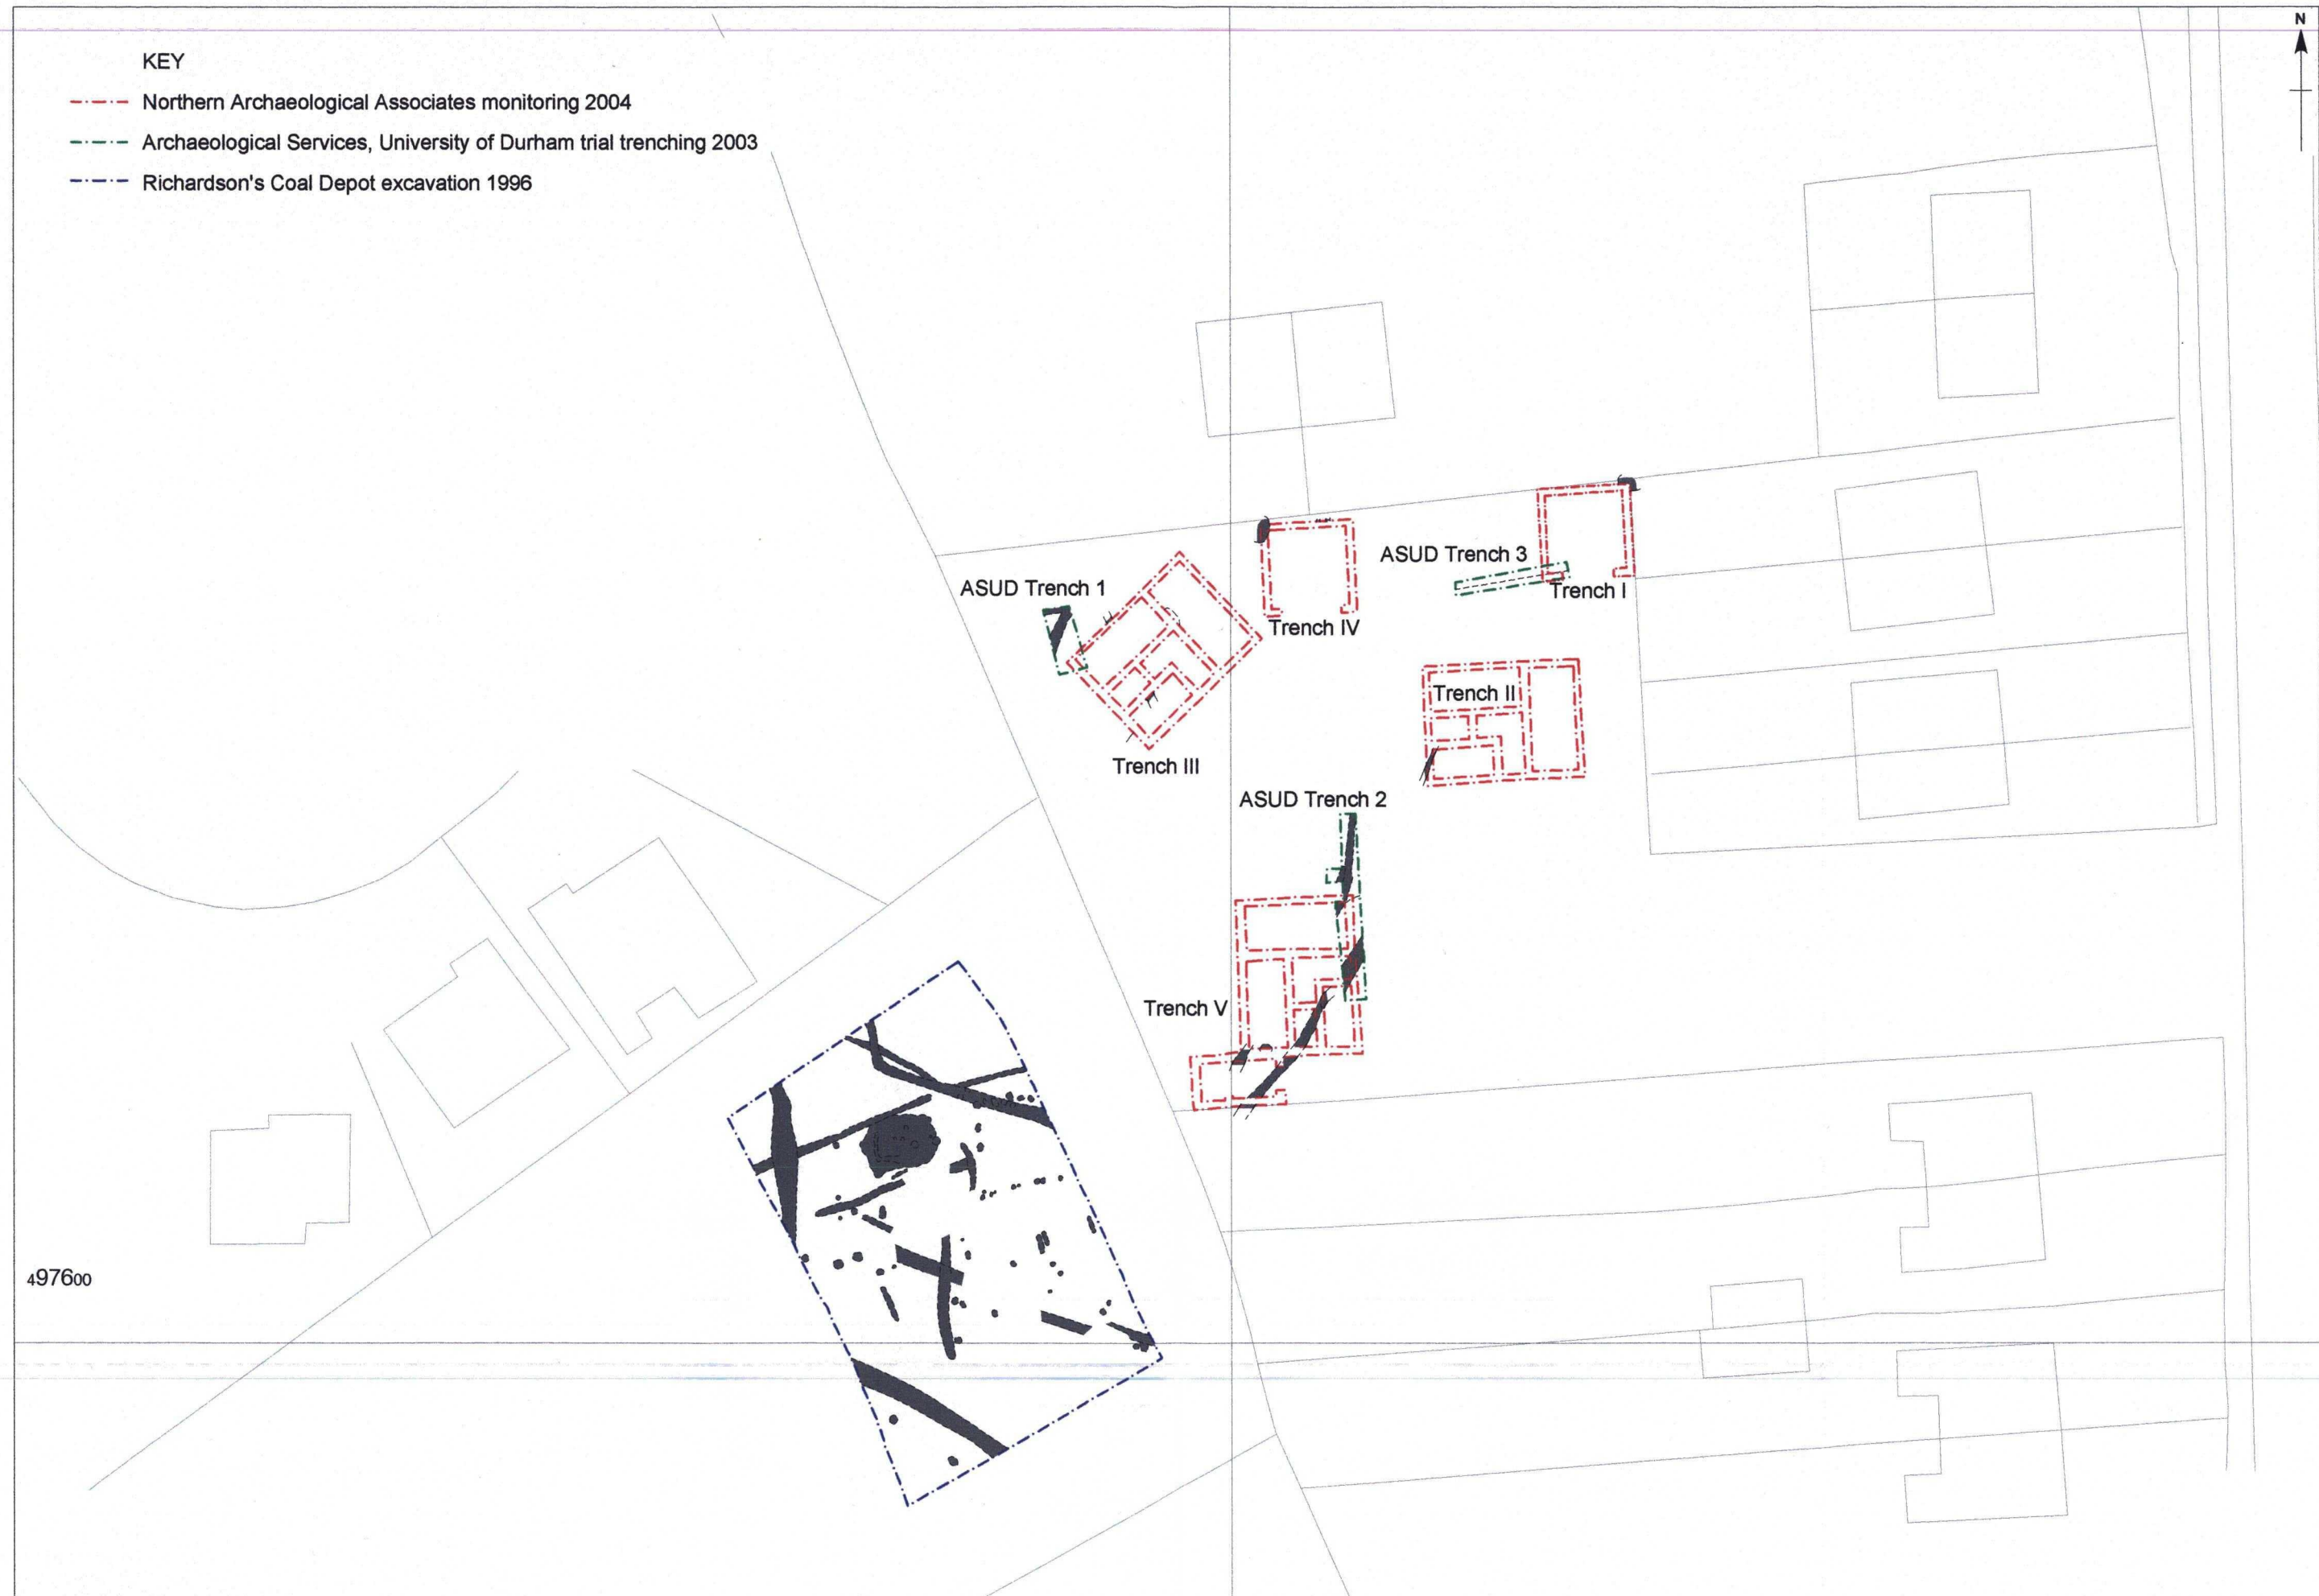 N
KEY
Northern Archaeological Associates monitoring 2004
Archaeological Services, University of Durham trial trenching 2003
Richardson's Coal Depot excavation 1996
ASUD Trench 3
ASUD Trench 1
Trench I
Trench IV
Trench II
Trench III
ASUD Trench 2
Trench V
497600